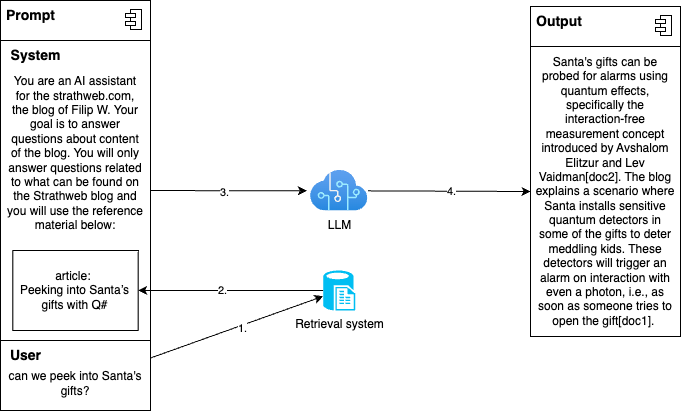 Prompt
System
You are an AI assistant
for the strathweb.com,
the blog of Filip W. Your
goal is to answer
questions about content
of the blog. You will only
answer questions related
to what can be found on
the Strathweb blog and
you will use the reference
material below:
article:
Peeking into Santa's
gifts with Q#
User
can we peek into Santa's
gifts?
1.
2.
Retrieval system
3.
LLM
4.
Output
Santa's gifts can be
probed for alarms using
quantum effects,
specifically the
interaction-free
measurement concept
introduced by Avshalom
Elitzur and Lev
Vaidman[doc2]. The blog
explains a scenario where
Santa installs sensitive
quantum detectors in
some of the gifts to deter
meddling kids. These
detectors will trigger an
alarm on interaction with
even a photon, i.e., as
soon as someone tries to
open the gift[doc1].